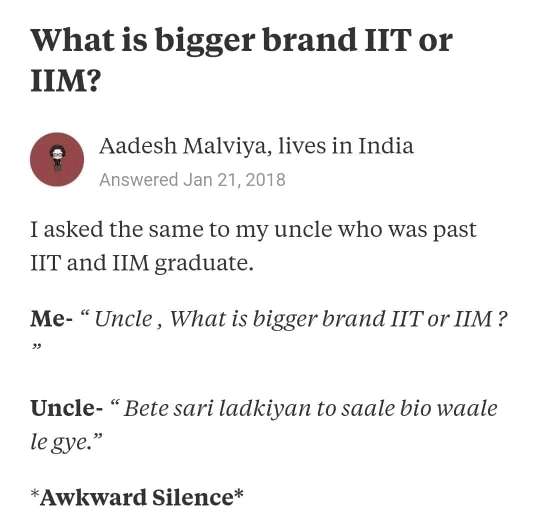 What is bigger brand IIT or
IIM?
Aadesh Malviya, lives in India
Answered Jan 21, 2018
I asked the same to my uncle who was past
IIT and IIM graduate.
Me- “ Uncle , What is bigger brand IIT or IIM ?
”
Uncle- “ Bete sari ladkiyan to saale bio waale
le gye.”
*Awkward Silence*